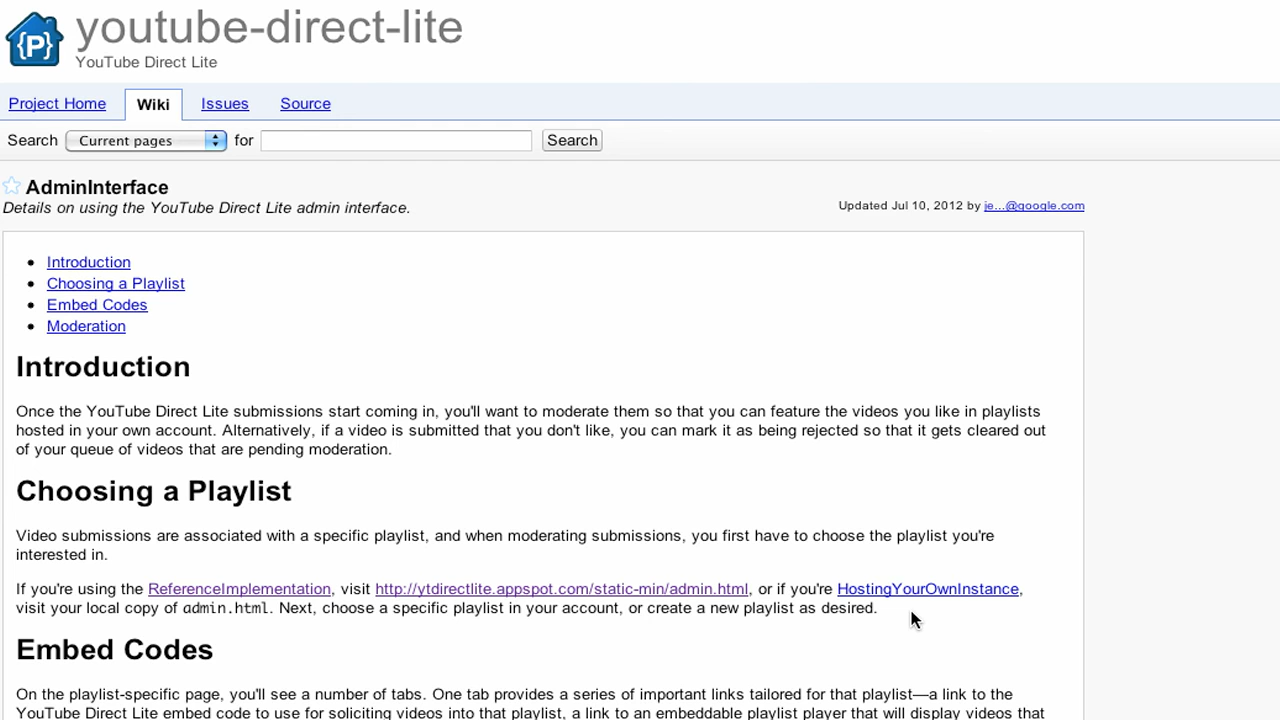 {P}
youtube-direct-lite
YouTube Direct Lite
Project Home Wiki Issues Source
Search Current pages for Search
AdminInterface
Details on using the YouTube Direct Lite admin interface.
Updated Jul 10, 2012 by je...@google.com
• Introduction
• Choosing a Playlist
• Embed Codes
• Moderation
Introduction
Once the YouTube Direct Lite submissions start coming in, you'll want to moderate them so that you can feature the videos you like in playlists
hosted in your own account. Alternatively, if a video is submitted that you don't like, you can mark it as being rejected so that it gets cleared out
of your queue of videos that are pending moderation.
Choosing a Playlist
Video submissions are associated with a specific playlist, and when moderating submissions, you first have to choose the playlist you're
interested in.
If you're using the ReferenceImplementation, visit http://ytdirectlite.appspot.com/static-min/admin.html, or if you're HostingYourOwnInstance,
visit your local copy of admin.html. Next, choose a specific playlist in your account, or create a new playlist as desired.
Embed Codes
On the playlist-specific page, you'll see a number of tabs. One tab provides a series of important links tailored for that playlist—a link to the
YouTube Direct Lite embed code to use for soliciting videos into that playlist, a link to an embeddable playlist player that will display videos that